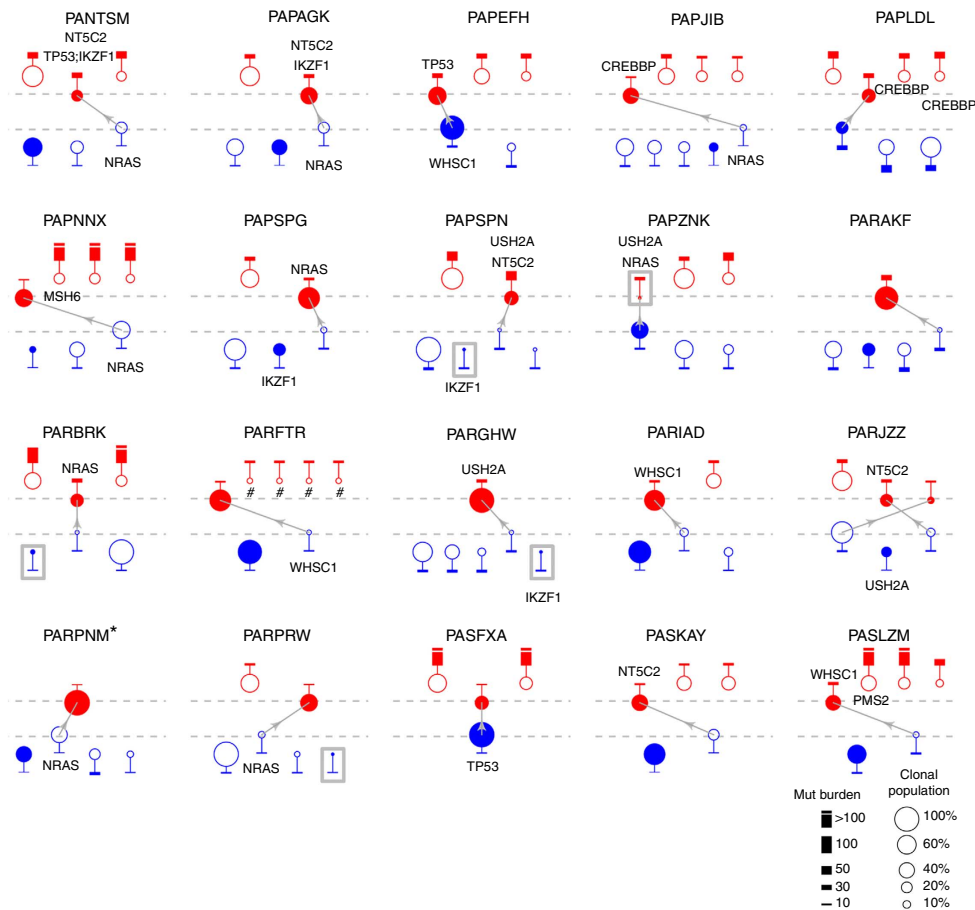 PANTSM
NT5C2
TP53;IKZF1
NRAS
PAPAGK
NT5C2
IKZF1
NRAS
PAPEFH
TP53
WHSC1
PAPJIB
CREBBP
NRAS
PAPLDL
CREBBP
CREBBP
PAPNNX
MSH6
NRAS
PAPSPG
NRAS
IKZF1
PAPSPN
USH2A
NT5C2
IKZF1
PAPZNK
USH2A
NRAS
PARAKF
PARBRK
NRAS
PARFTR
# # # #
WHSC1
PARGHW
USH2A
IKZF1
PARIAD
WHSC1
PARJZZ
NT5C2
USH2A
PARPNM*
NRAS
PARPRW
NRAS
PASFXA
TP53
PASKAY
NT5C2
PASLZM
WHSC1
PMS2
Mut burden
>100
100
50
30
10
Clonal
population
100%
60%
40%
20%
10%